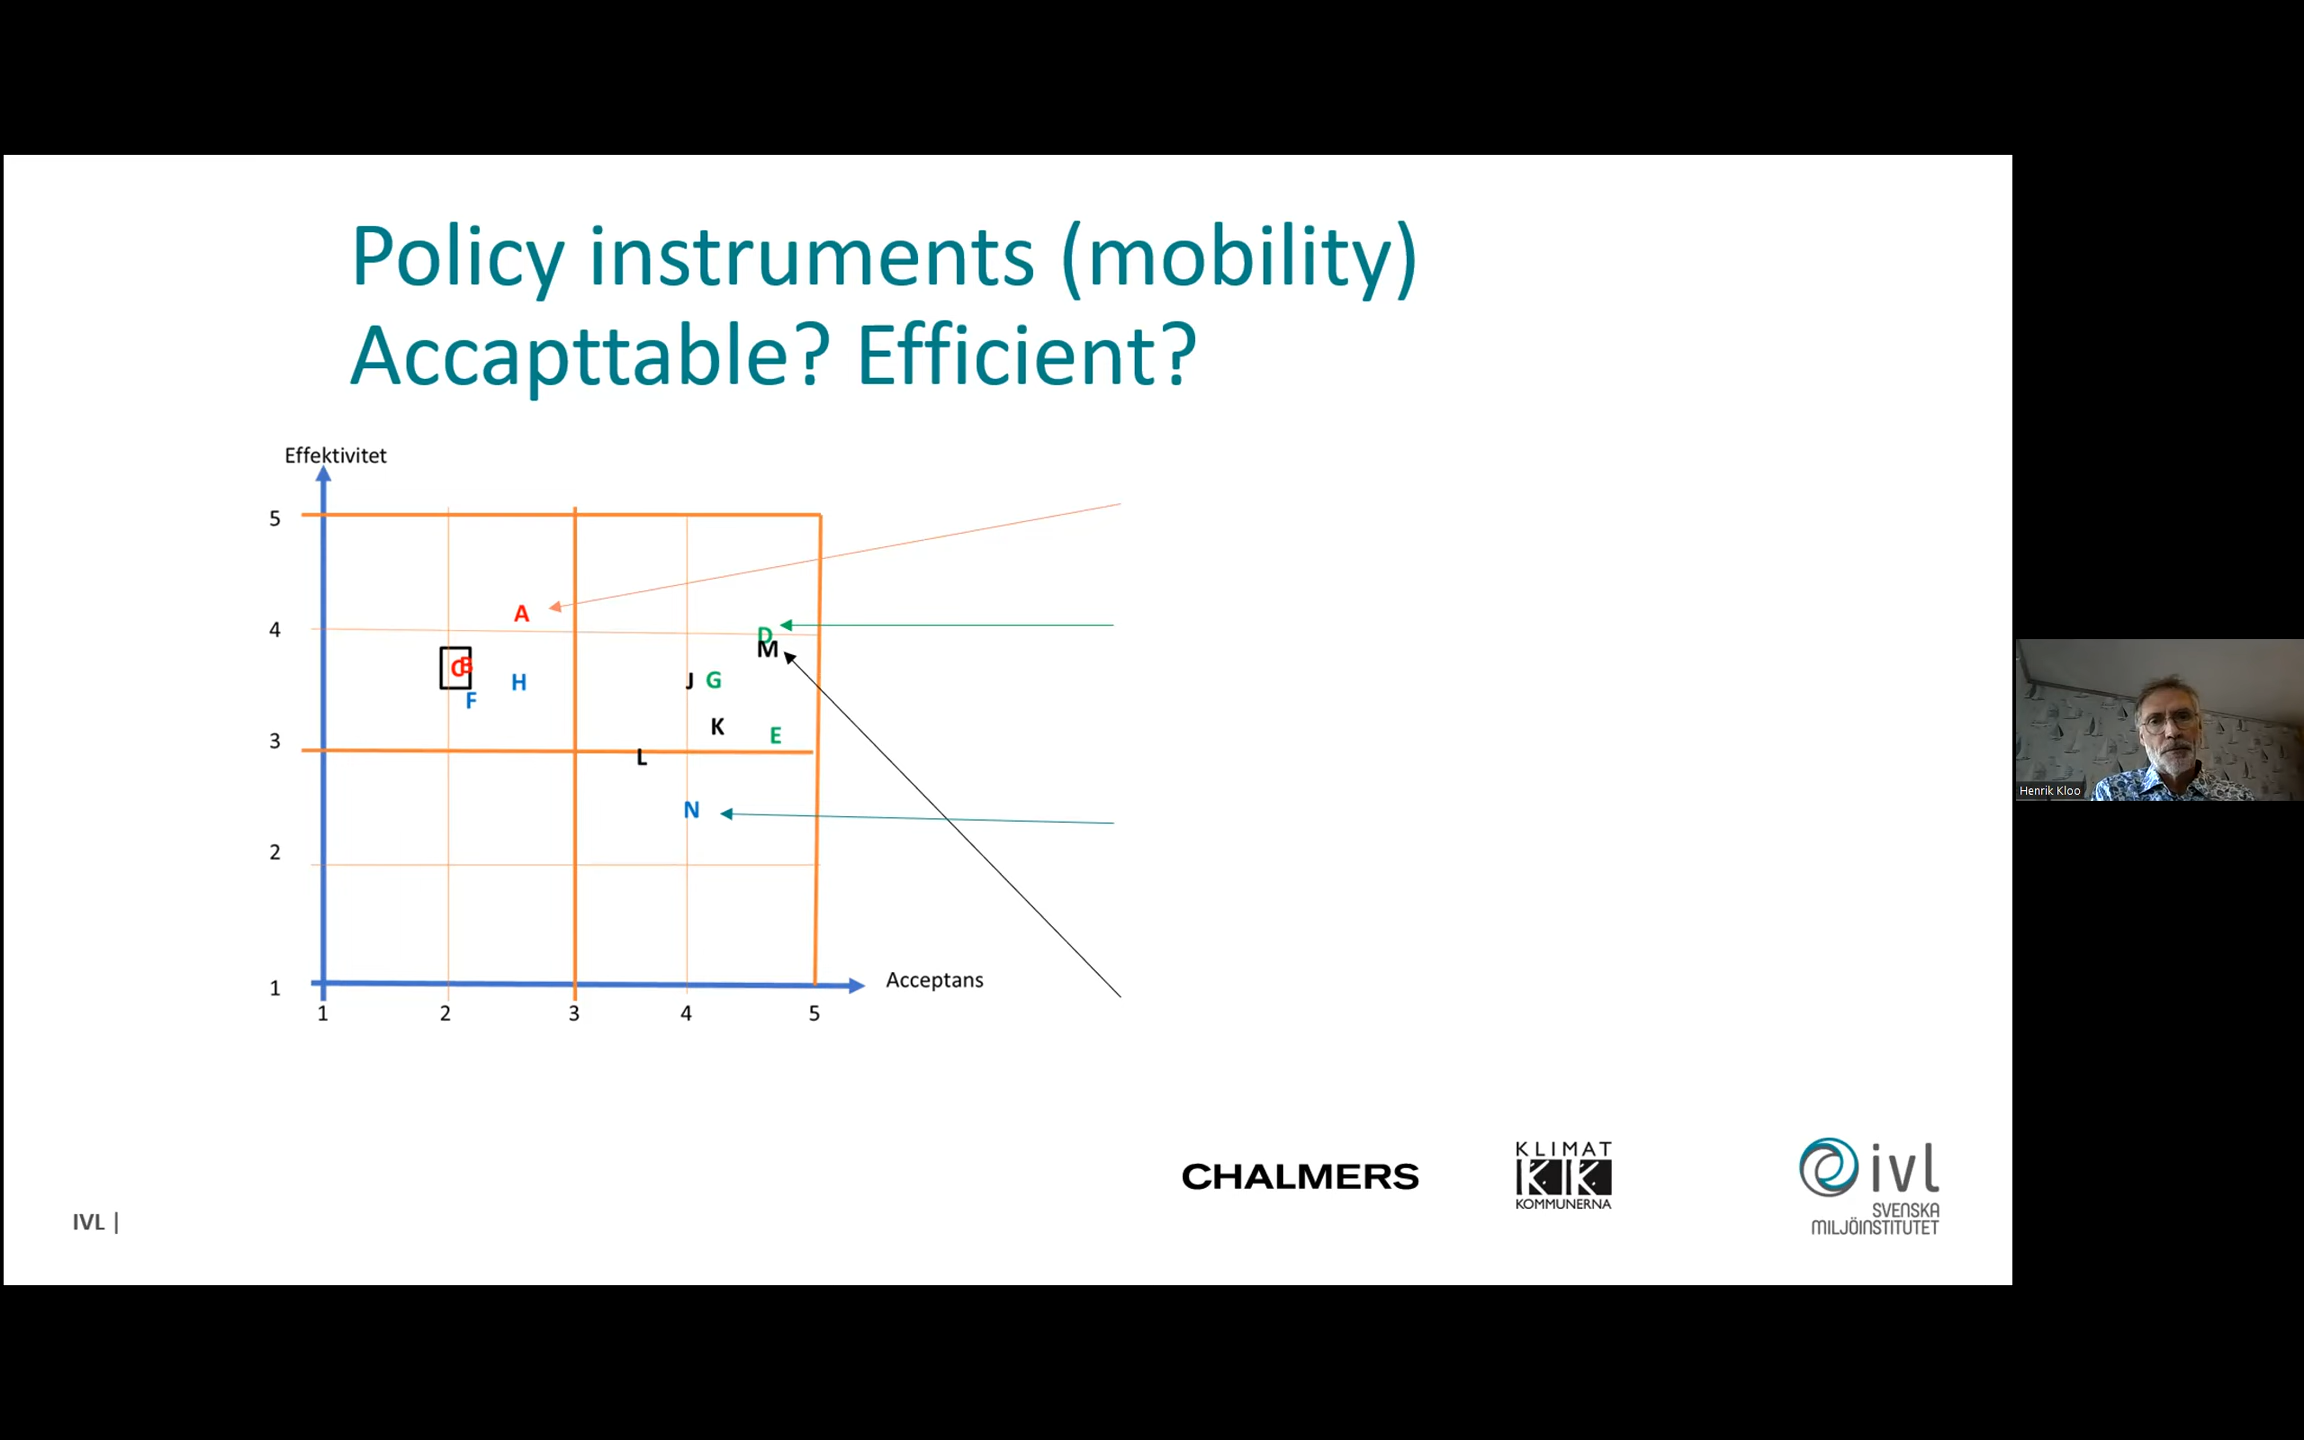 Policy instruments (mobility)
Accapttable? Efficient?
Effektivitet
5
A
4
D
M
C B
H
J G
F
K
E
3
L
N
2
1
Acceptans
1 2 3 4 5
Henrik Kloo
CHALMERS
KLIMAT
KK
KOMMUNERNA
ivl
SVENSKA
MILJÖINSTITUTET
IVL |